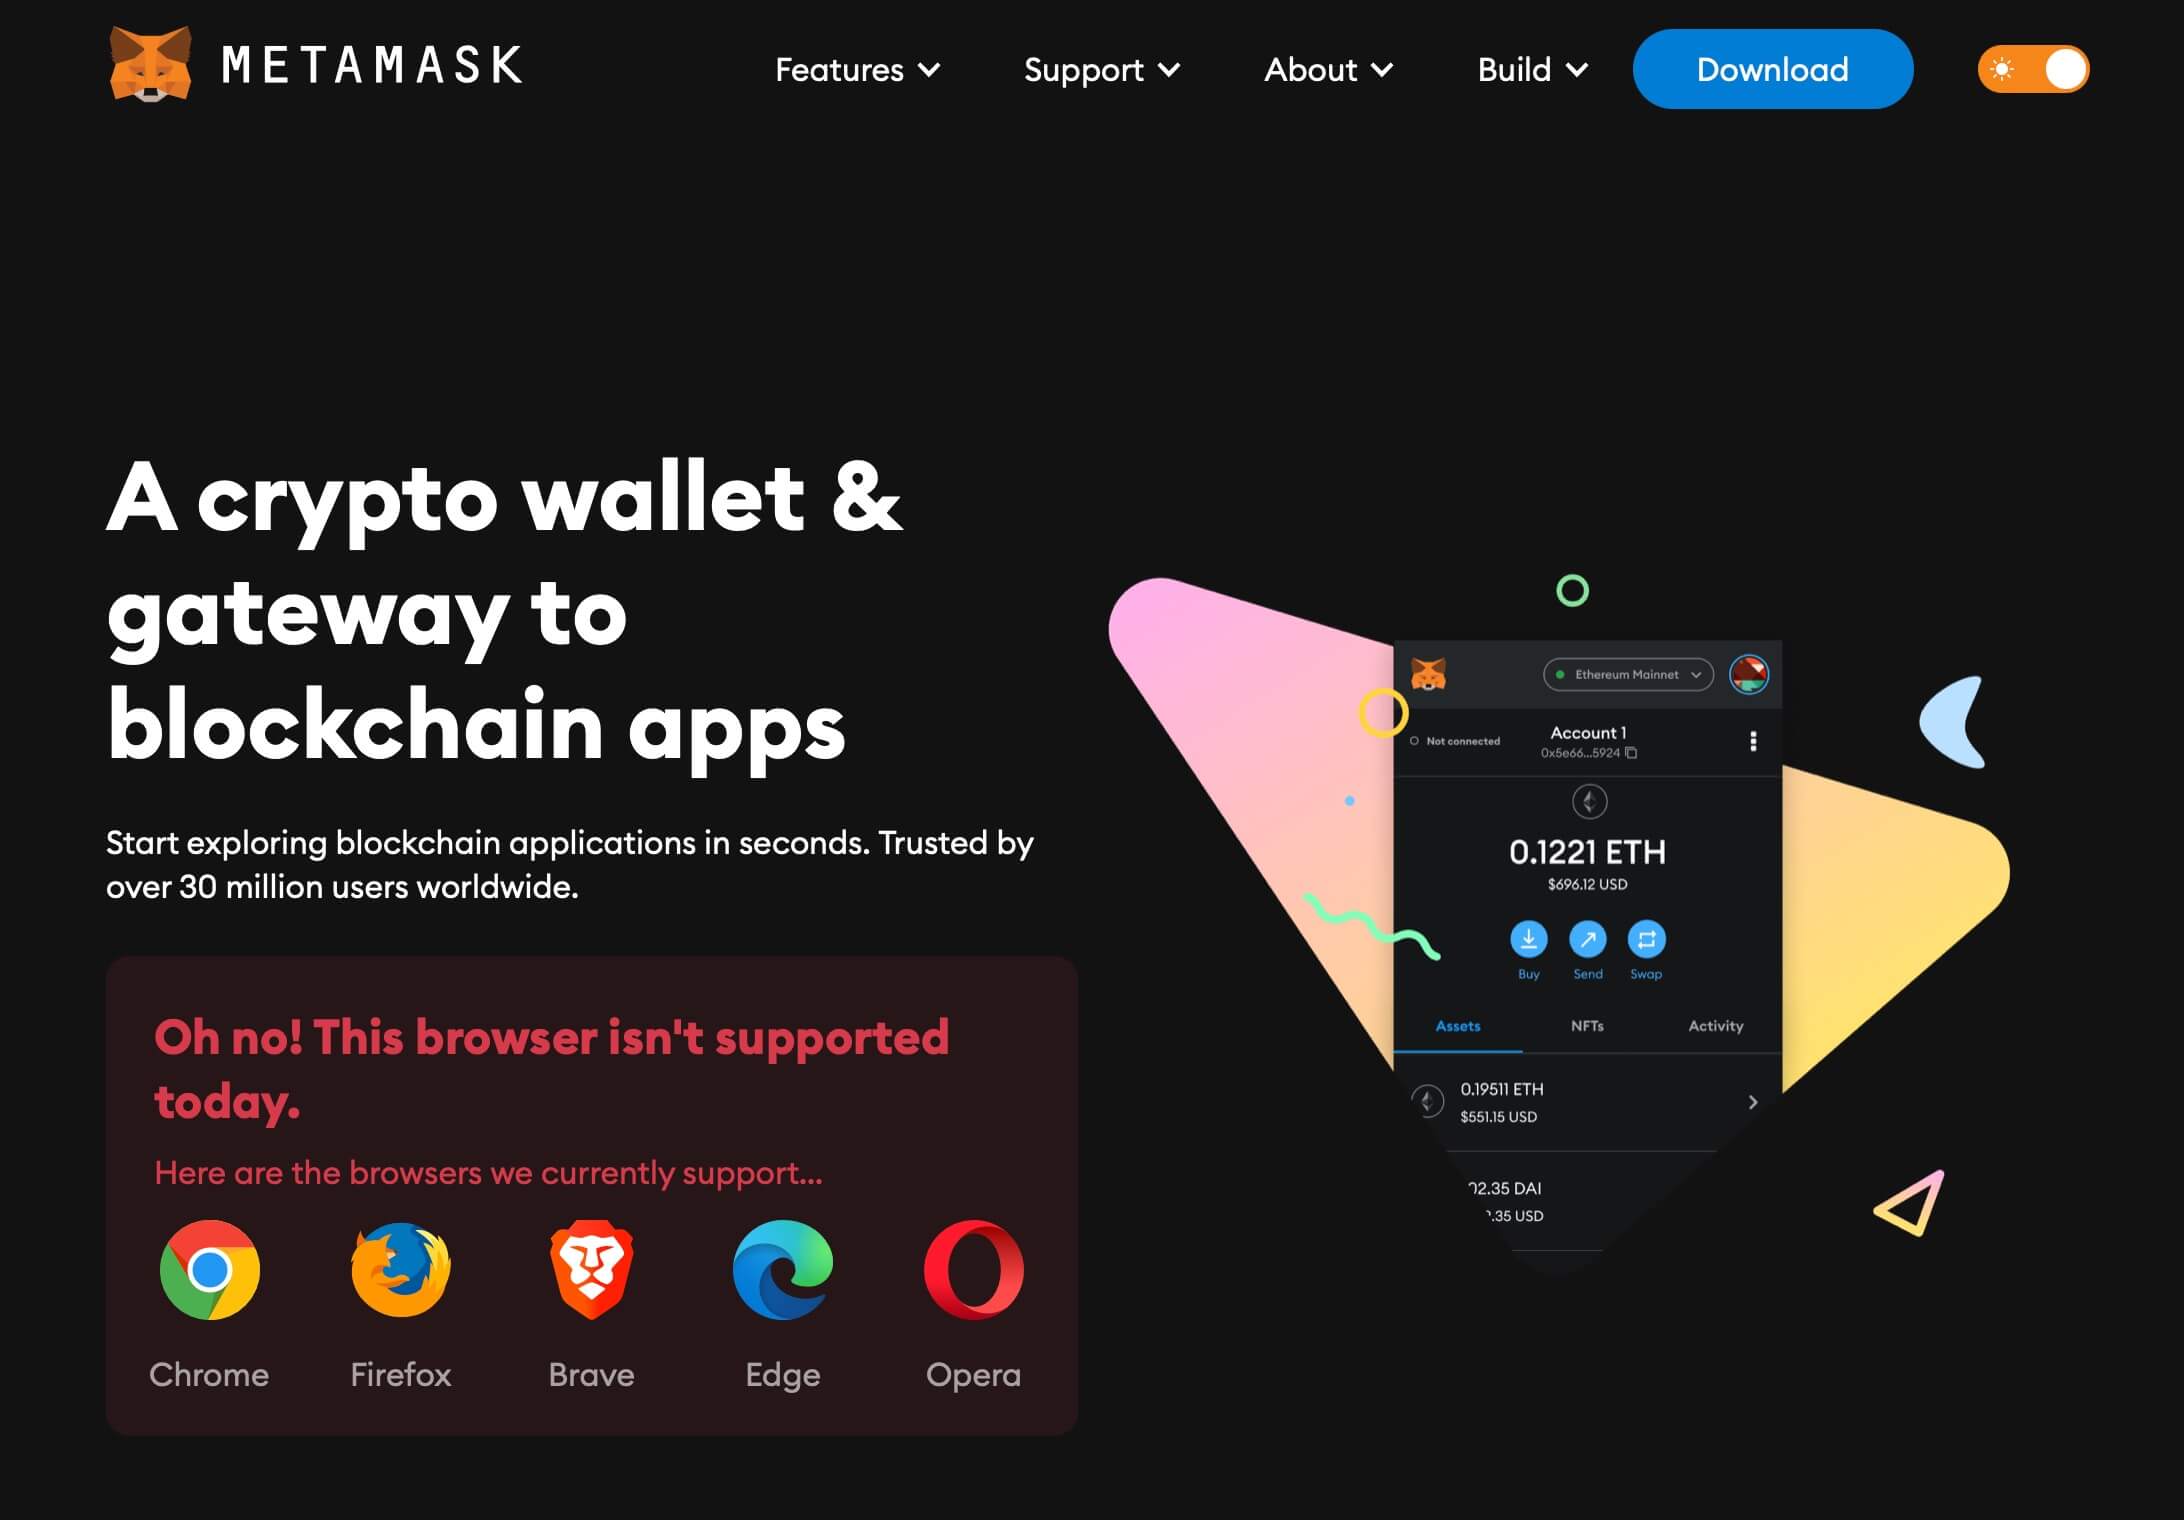 METAMASK
Features
Support
About
Build
Download
A crypto wallet &
gateway to
blockchain apps
Start exploring blockchain applications in seconds. Trusted by
over 30 million users worldwide.
Oh no! This browser isn't supported
today.
Here are the browsers we currently support...
Chrome
Firefox
Brave
Edge
Opera
Ethereum Mainnet
Not connected
Account 1
0x5e66...5924
0.1221 ETH
$696.12 USD
Buy
Send
Swap
Assets
NFTs
Activity
0.19511 ETH
$551.15 USD
2.35 DAI
.35 USD